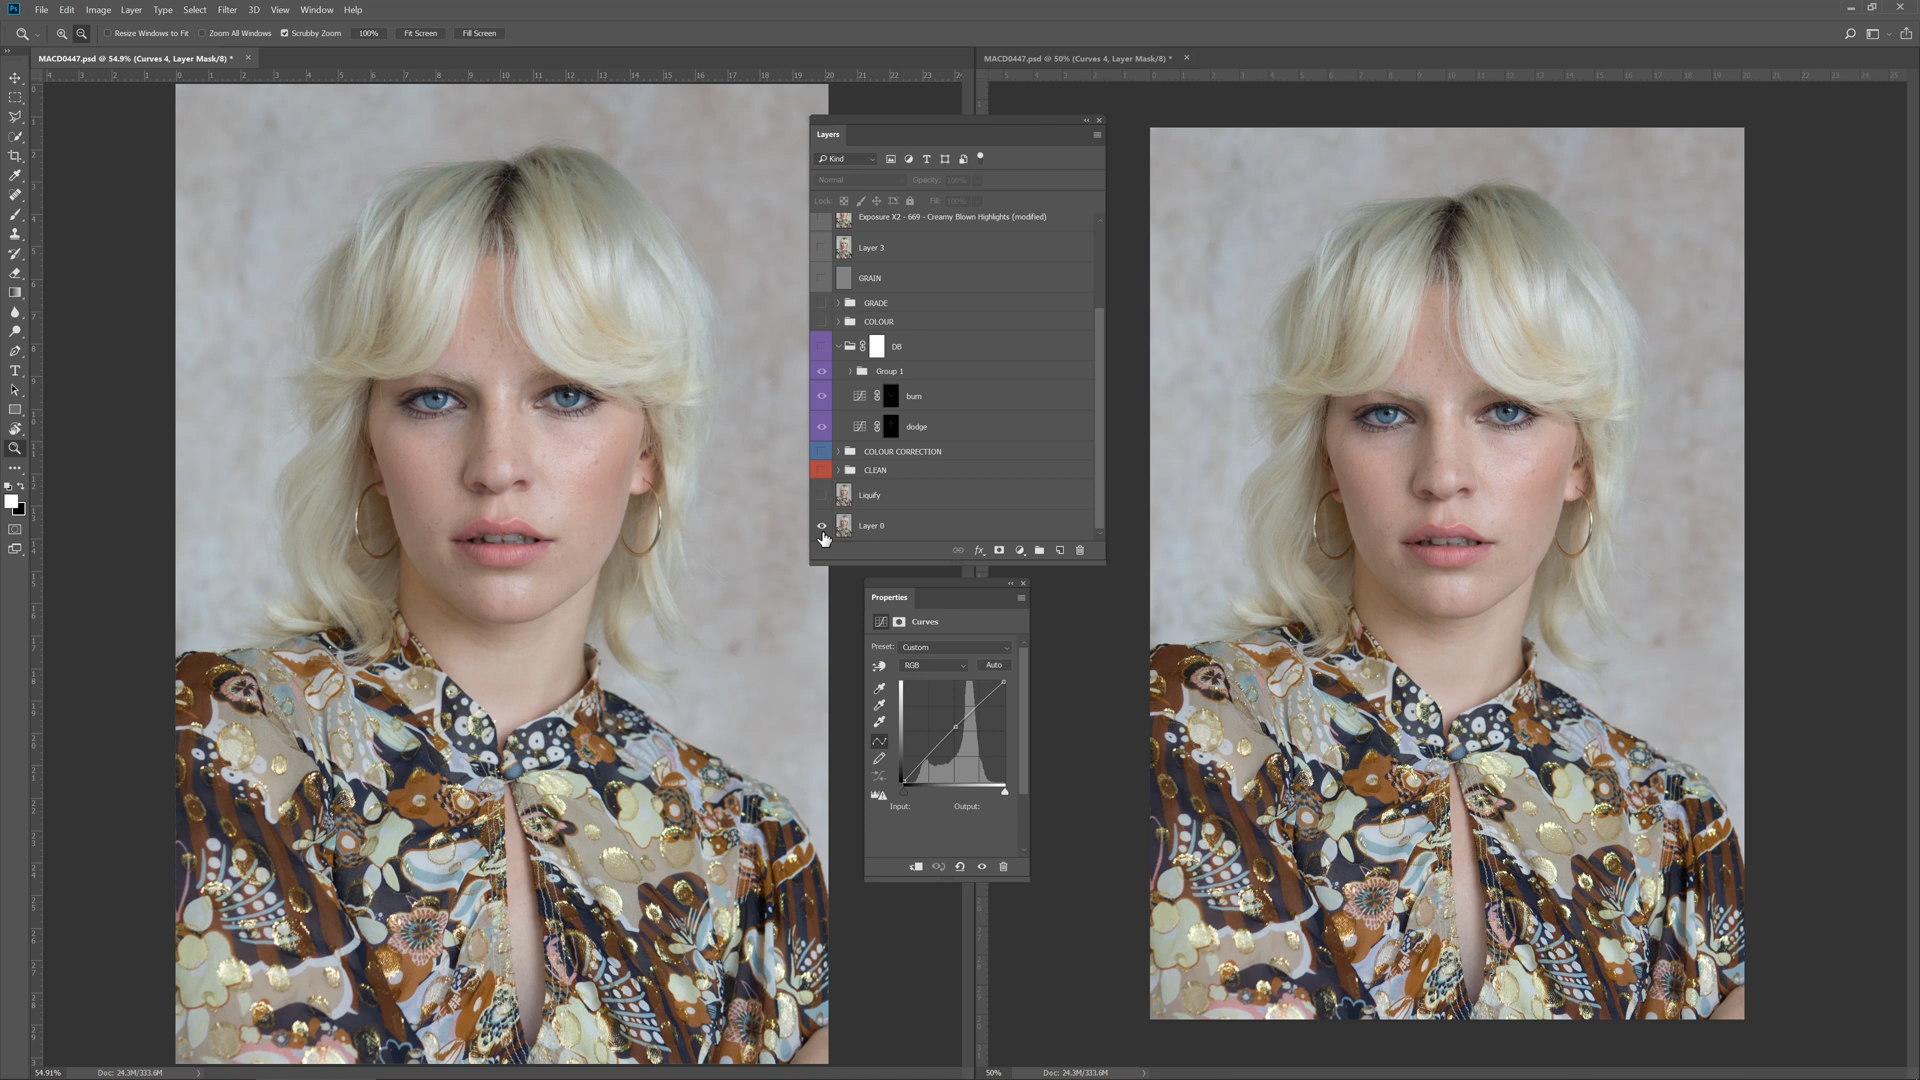 Ps File Edit Image Layer Type Select Filter 3D View Window Help
Resize Windows to Fit Zoom All Windows Scrubby Zoom 100% Fit Screen Fill Screen
MACD0447.psd @ 54.9% (Curves 4, Layer Mask/8) *
MACD0447.psd @ 50% (Curves 4, Layer Mask/8) *
Layers
Kind
Normal Opacity: 100%
Lock: Fill: 100%
Exposure X2 - 669 - Creamy Blown Highlights (modified)
Layer 3
GRAIN
GRADE
COLOUR
DB
Group 1
burn
dodge
COLOUR CORRECTION
CLEAN
Liquify
Layer 0
fx
Properties
Curves
Preset: Custom
RGB Auto
Input: Output:
54.91% Doc: 24.3M/333.6M
50% Doc: 24.3M/333.6M